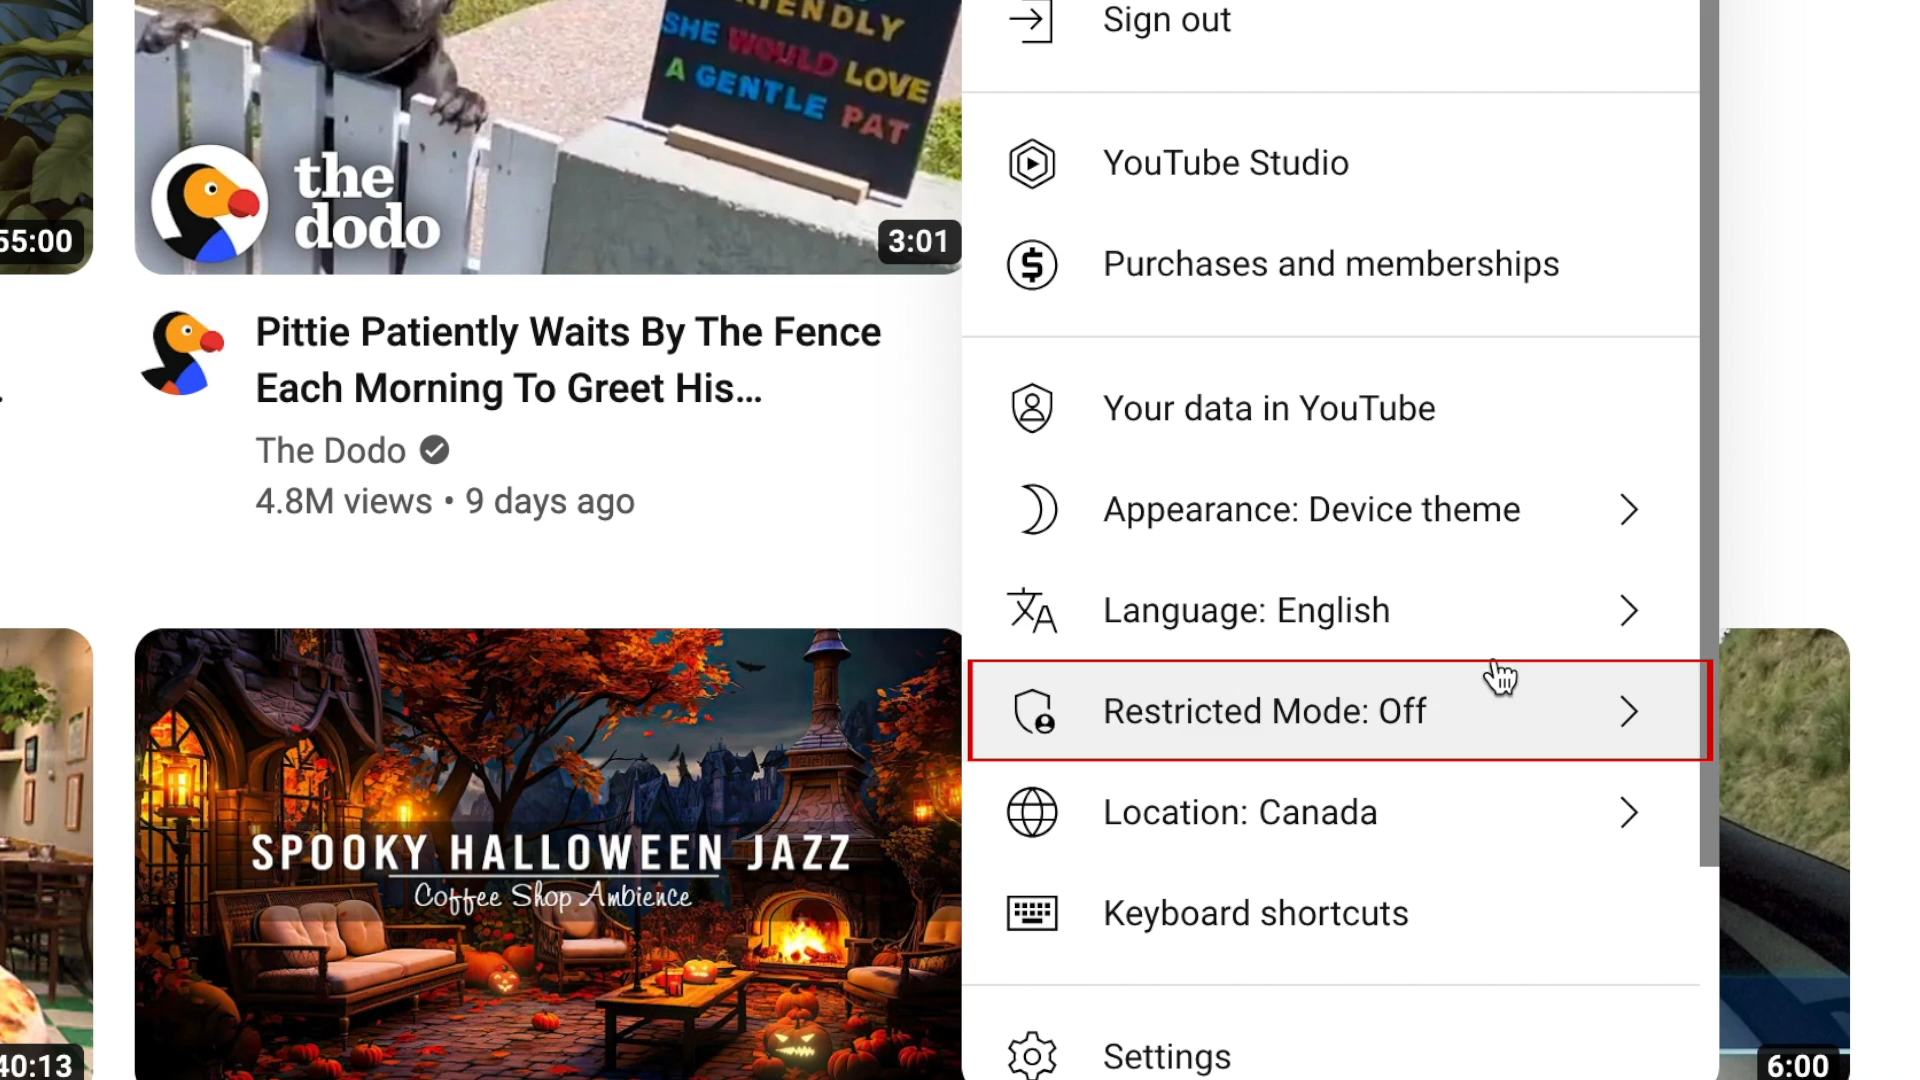 FRIENDLY
SHE WOULD LOVE
A GENTLE PAT
the
dodo
55:00
3:01
Pittie Patiently Waits By The Fence
Each Morning To Greet His...
The Dodo
4.8M views • 9 days ago
SPOOKY HALLOWEEN JAZZ
Coffee Shop Ambience
40:13
Sign out
YouTube Studio
Purchases and memberships
Your data in YouTube
Appearance: Device theme
Language: English
Restricted Mode: Off
Location: Canada
Keyboard shortcuts
Settings
6:00